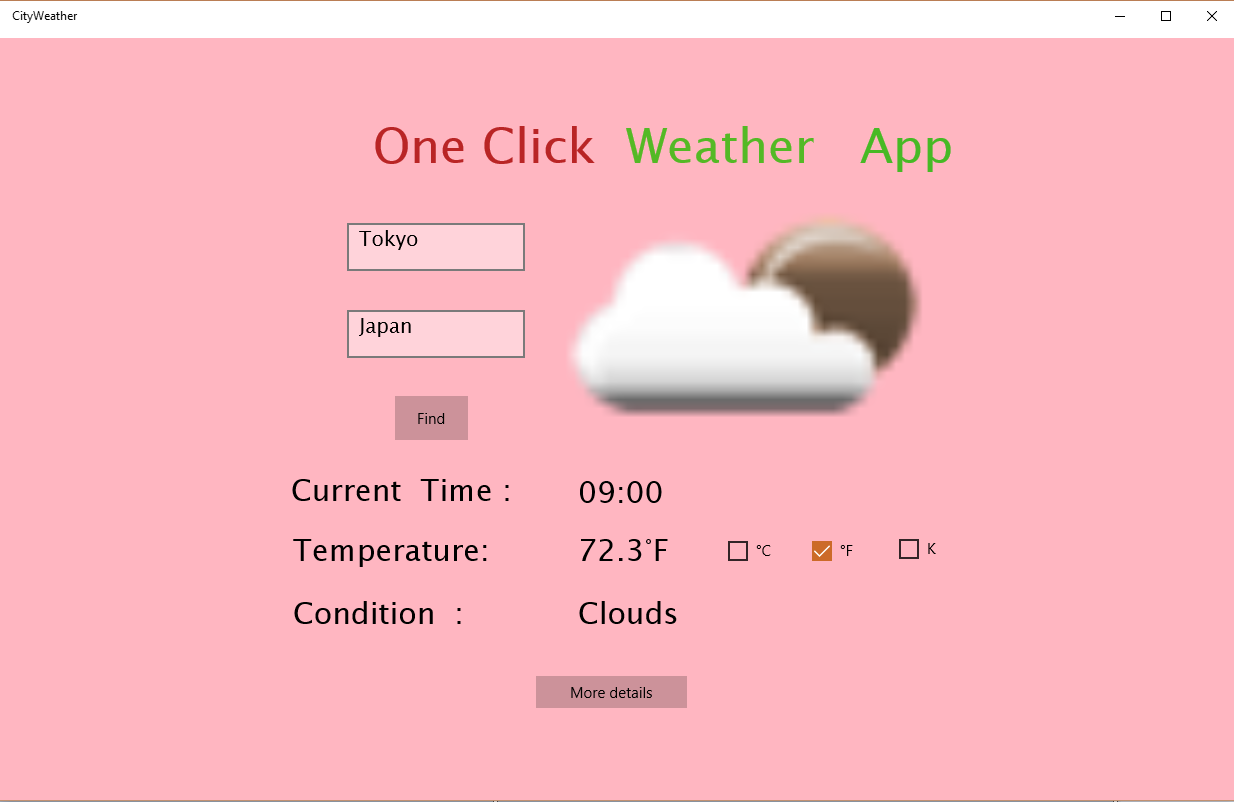 CityWeather
One Click Weather App
Tokyo
Japan
Find
Current Time : 09:00
Temperature: 72.3°F °C °F K
Condition : Clouds
More details